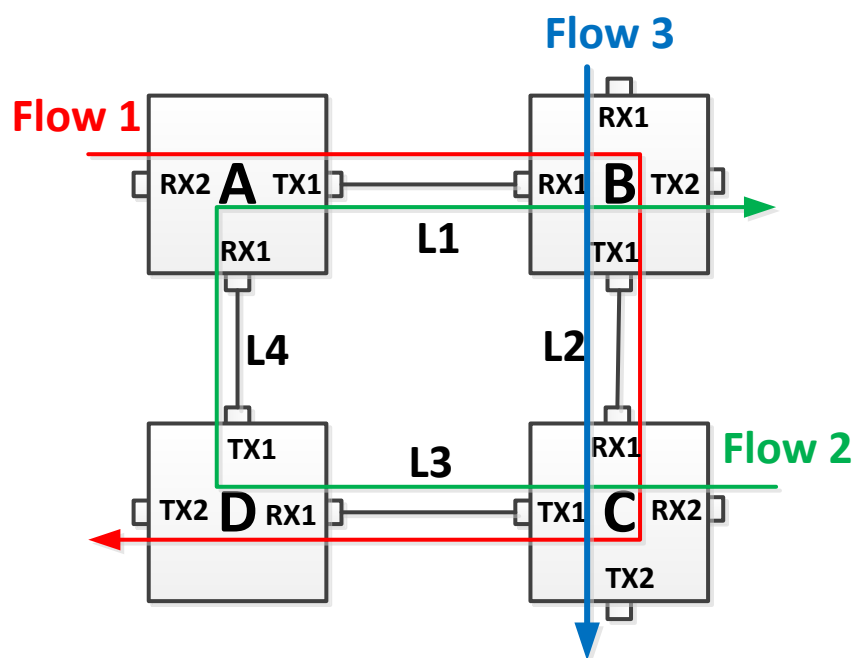 Flow 3
Flow 1
RX1
RX2 A TX1
RX1 B TX2
RX1
L1
TX1
L4
L2
TX1
L3
RX1
Flow 2
TX2 D RX1
TX1 C RX2
TX2